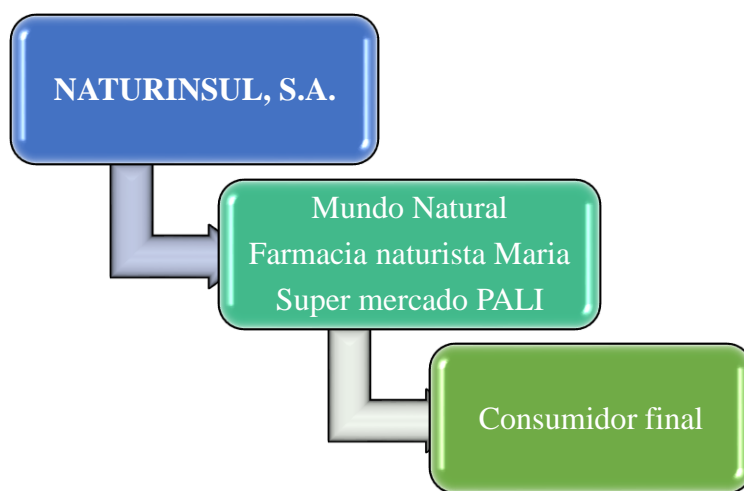 NATURINSUL, S.A.
Mundo Natural
Farmacia naturista Maria
Super mercado PALI
Consumidor final